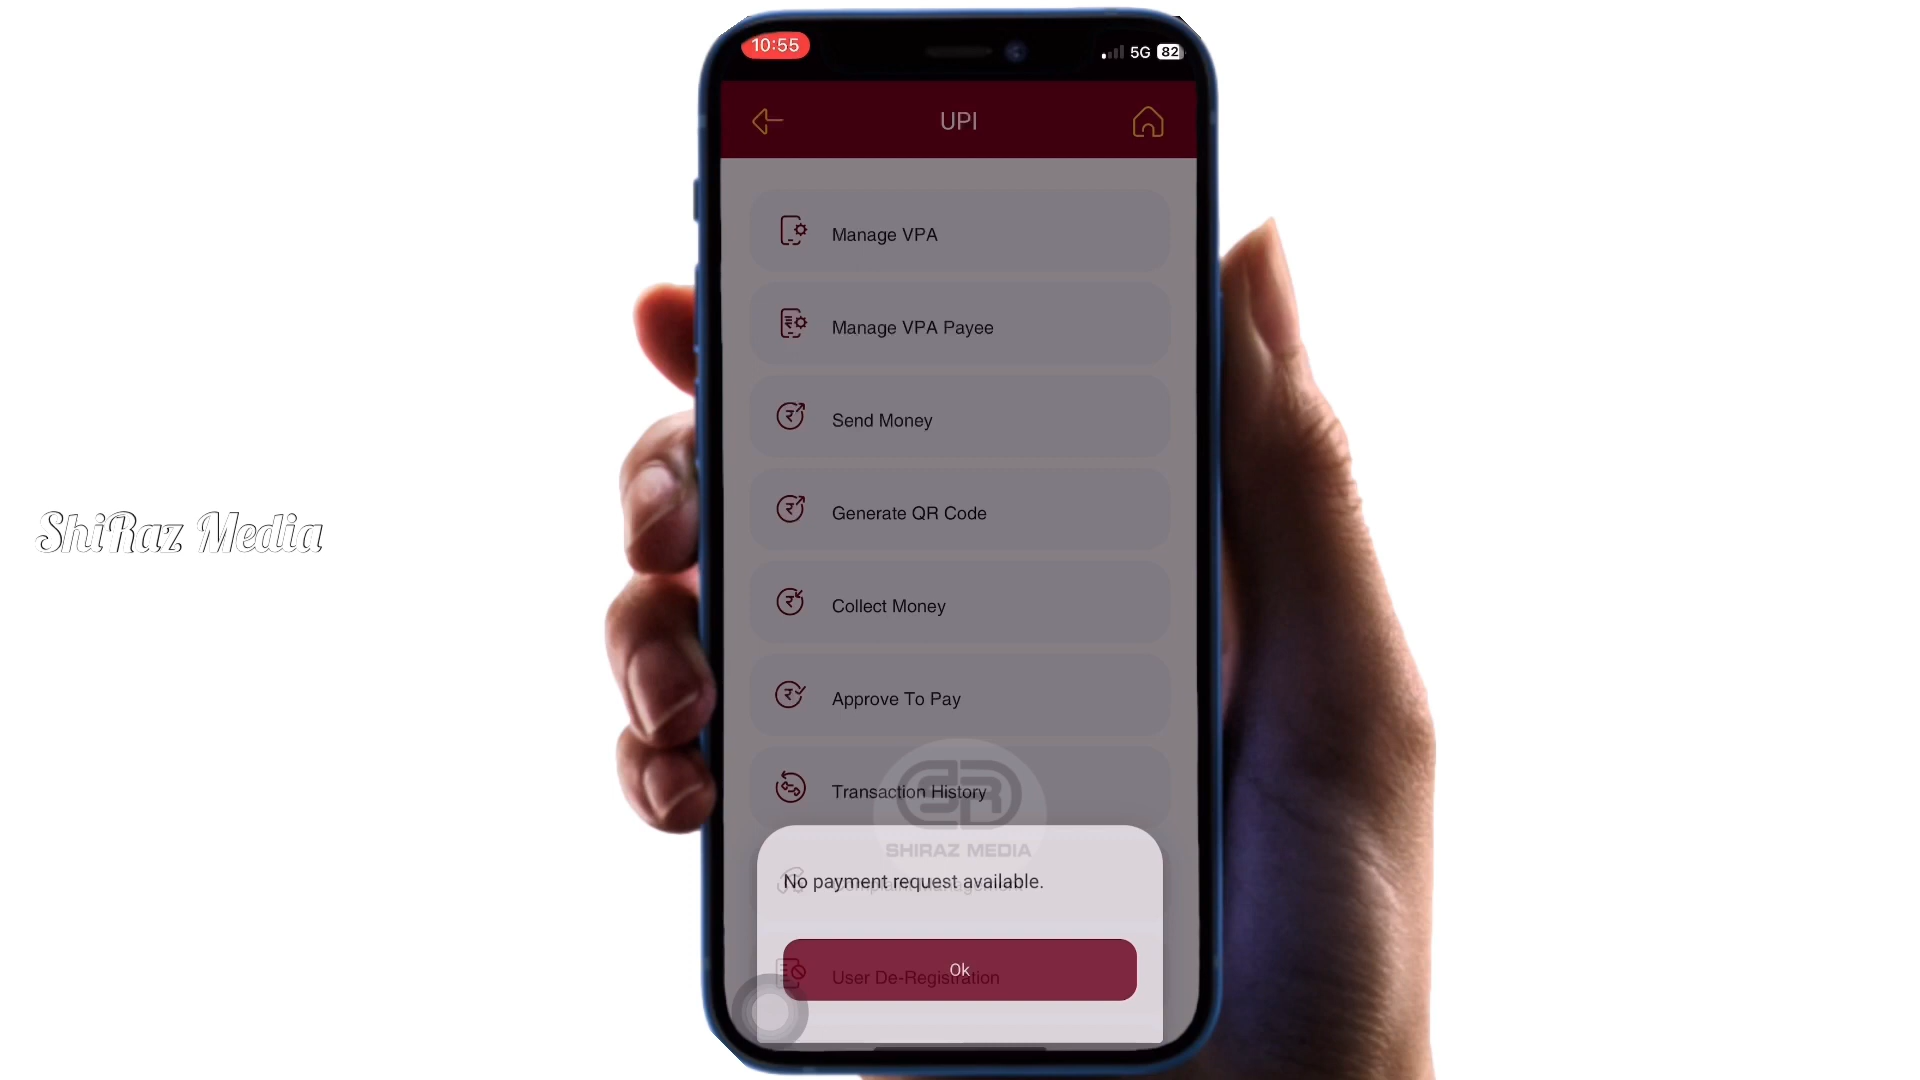 10:55
5G 82
UPI
Manage VPA
Manage VPA Payee
Send Money
Generate QR Code
Collect Money
Approve To Pay
Transaction History
SHIRAZ MEDIA
No payment request available.
Ok
User De-Registration
ShiRaz Media